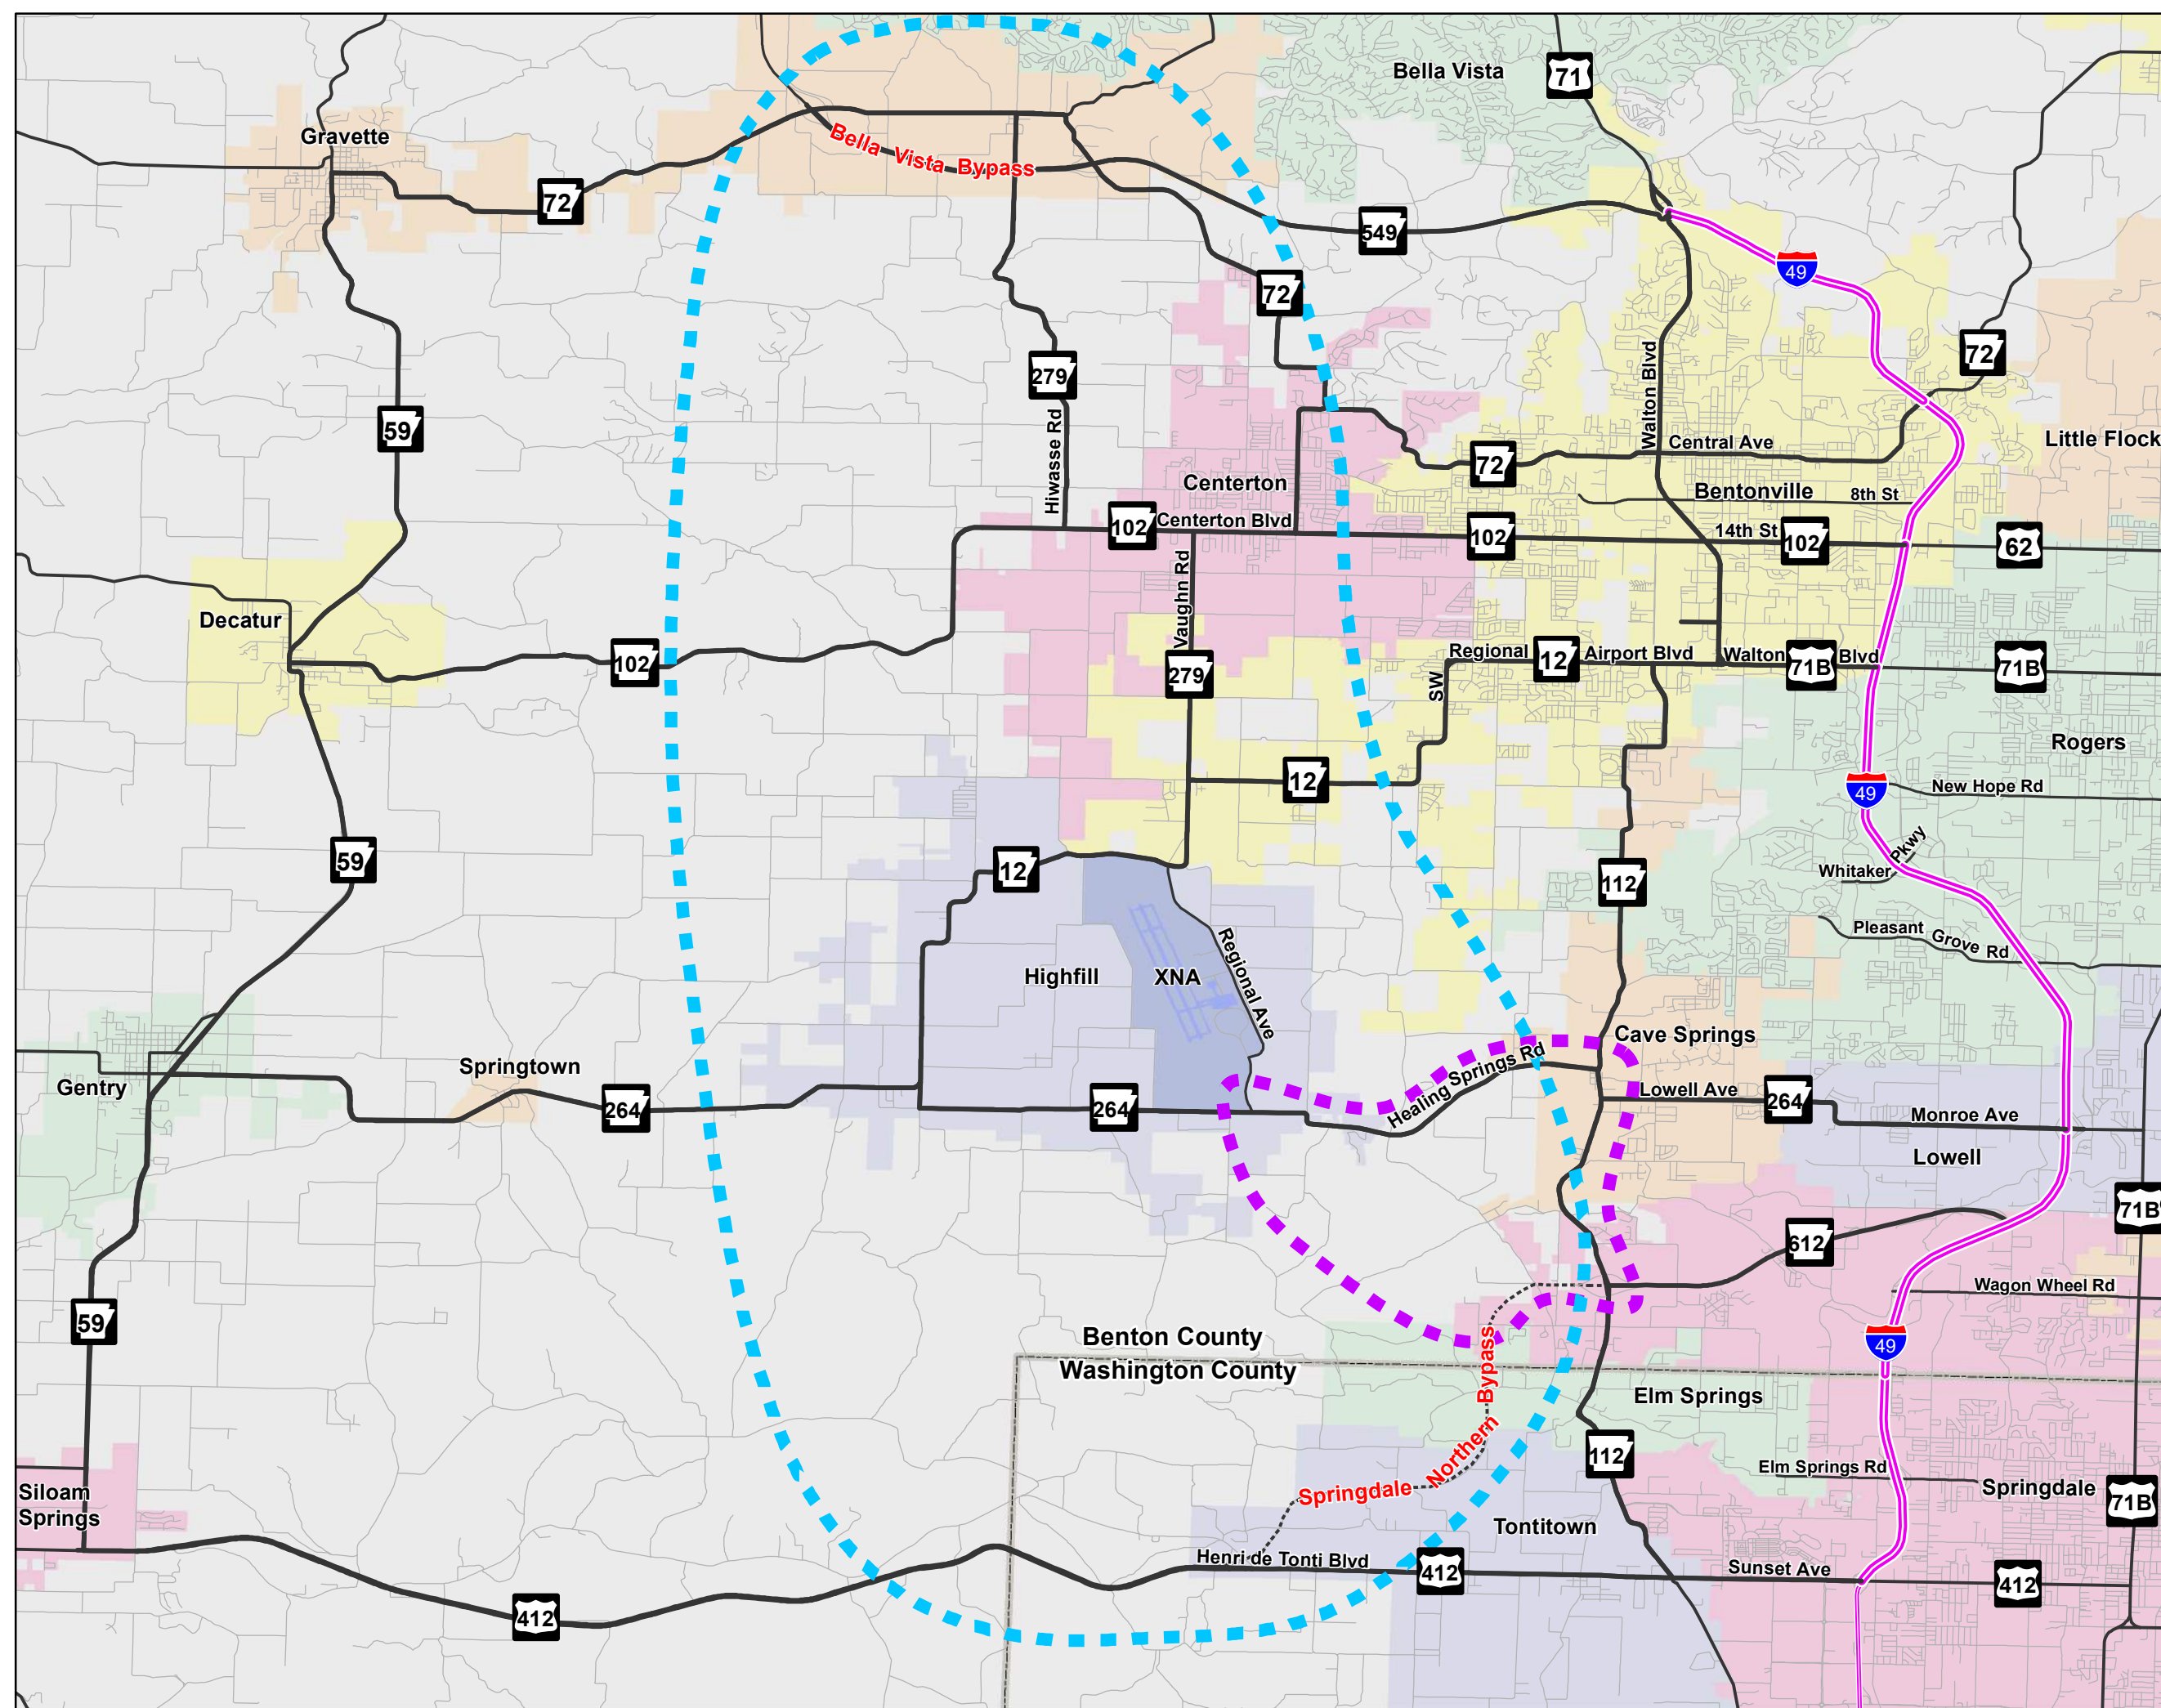 Bella Vista
71
Gravette
Bella Vista Bypass
72
549
49
72
72
279
59
Walton Blvd
Hiwasse Rd
Central Ave
Little Flock
72
Centerton
Bentonville
8th St
102
Centerton Blvd
102
14th St
102
62
Vaughn Rd
Decatur
102
279
Regional
12
Airport Blvd
Walton
71B
Blvd
71B
SW
Rogers
12
49
New Hope Rd
59
12
112
Whitaker
Pkwy
Pleasant Grove Rd
Highfill
XNA
Regional Ave
Cave Springs
Springtown
Gentry
Healing Springs Rd
264
264
Lowell Ave
264
Monroe Ave
Lowell
71B
612
Wagon Wheel Rd
59
49
Benton County
Washington County
Elm Springs
Springdale Northern Bypass
112
Elm Springs Rd
Springdale
Siloam
Springs
71B
Tontitown
Henri de Tonti Blvd
412
Sunset Ave
412
412